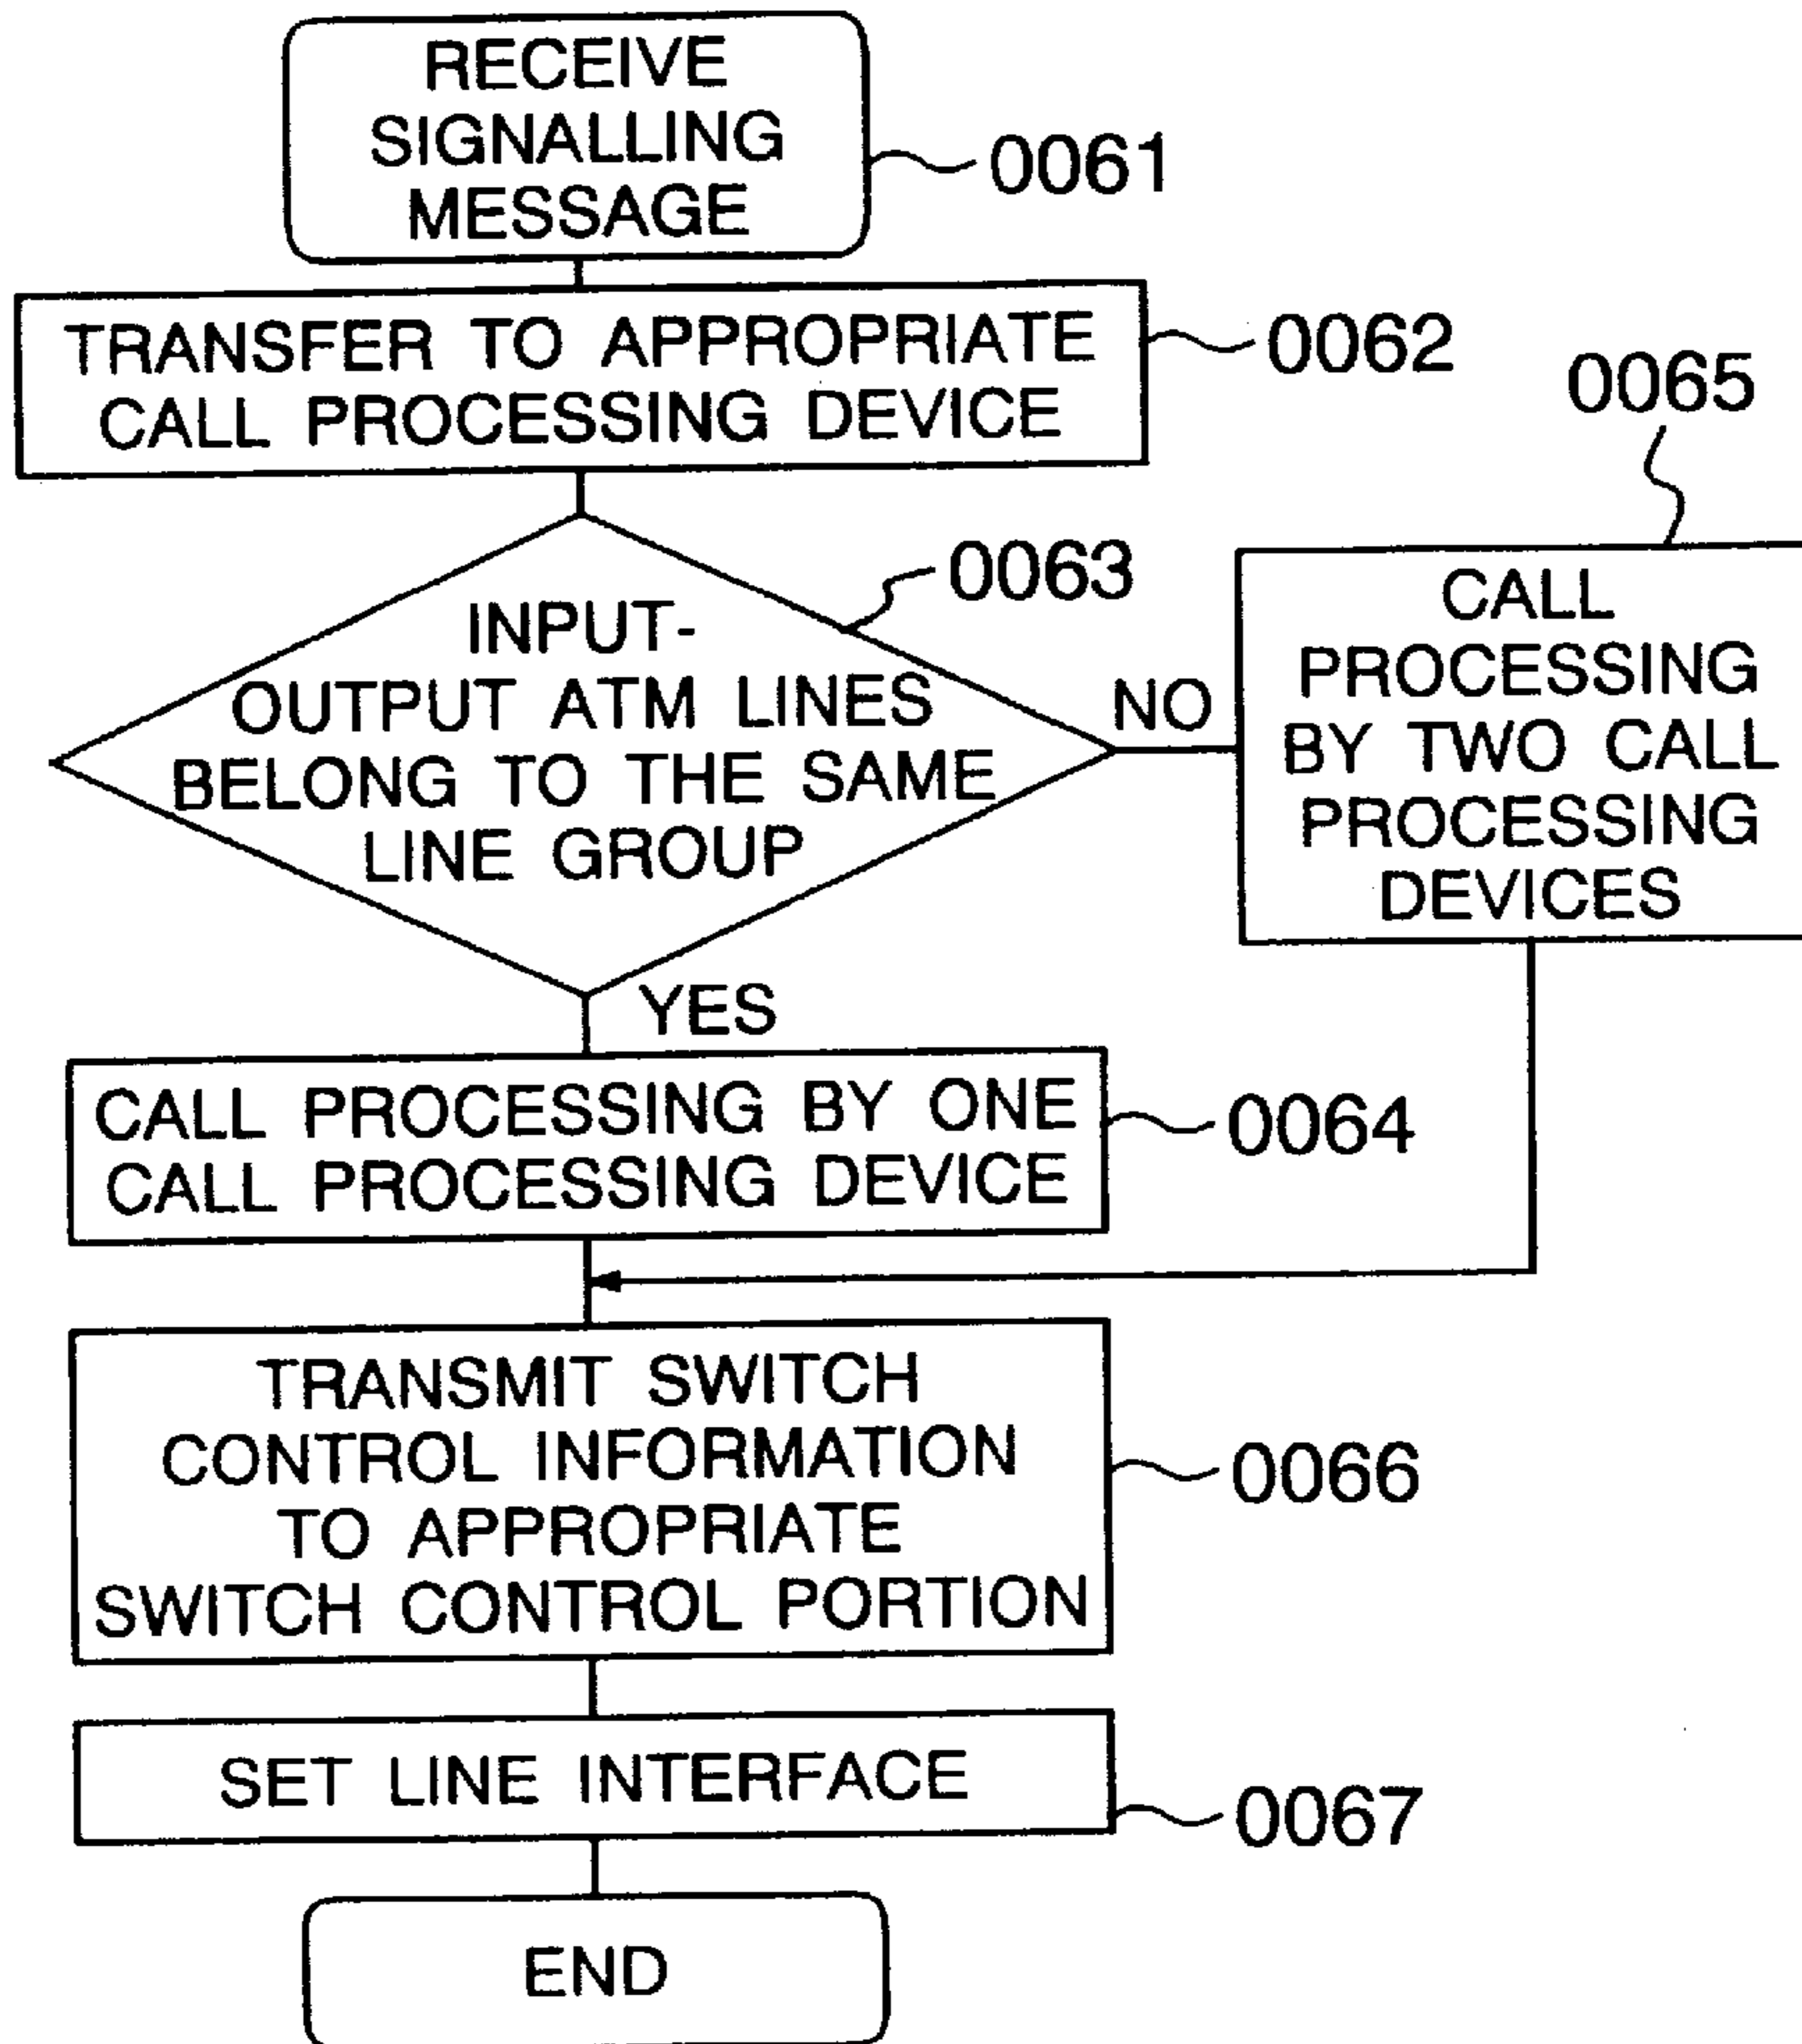 RECEIVE
SIGNALLING
MESSAGE
0061
TRANSFER TO APPROPRIATE
CALL PROCESSING DEVICE
0062
INPUT-
OUTPUT ATM LINES
BELONG TO THE SAME
LINE GROUP
0063
NO
0065
CALL
PROCESSING
BY TWO CALL
PROCESSING
DEVICES
YES
CALL PROCESSING BY ONE
CALL PROCESSING DEVICE
0064
TRANSMIT SWITCH
CONTROL INFORMATION
TO APPROPRIATE
SWITCH CONTROL PORTION
0066
SET LINE INTERFACE
0067
END